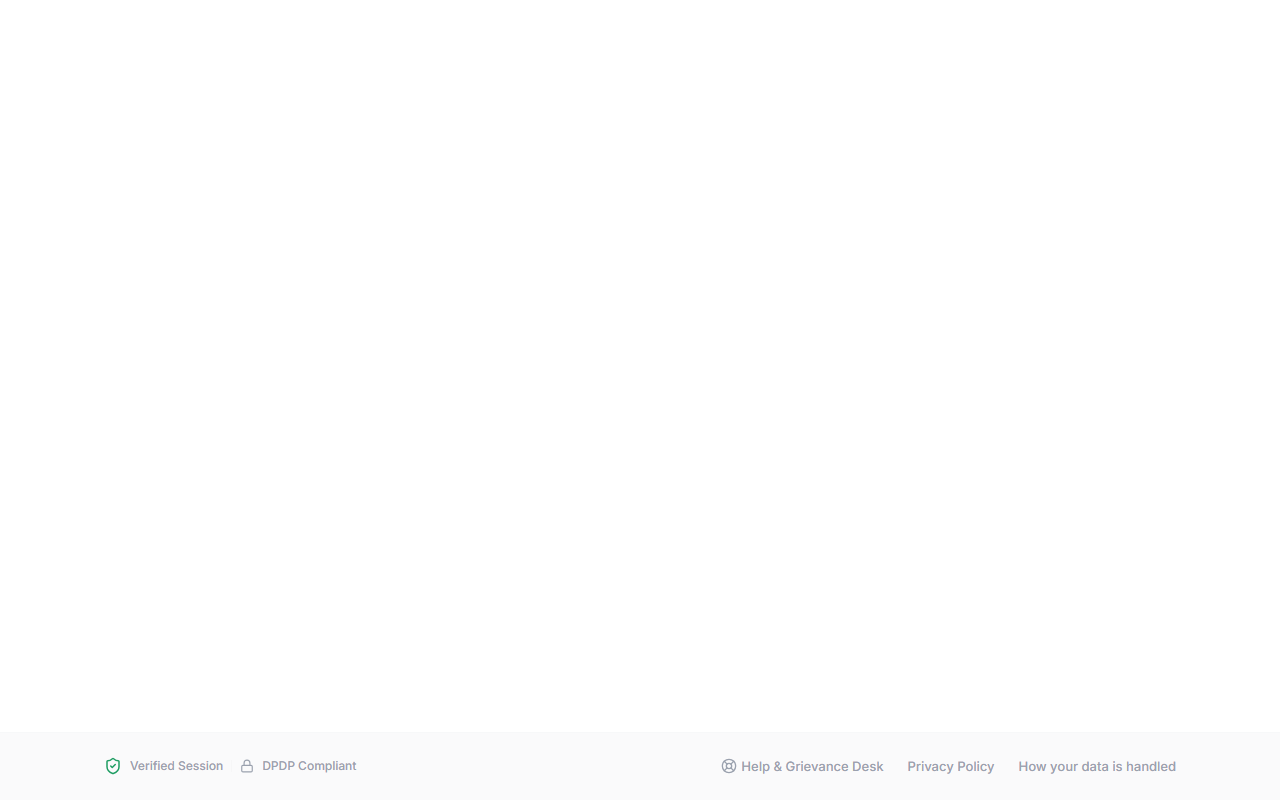 Verified Session DPDP Compliant Help & Grievance Desk Privacy Policy How your data is handled